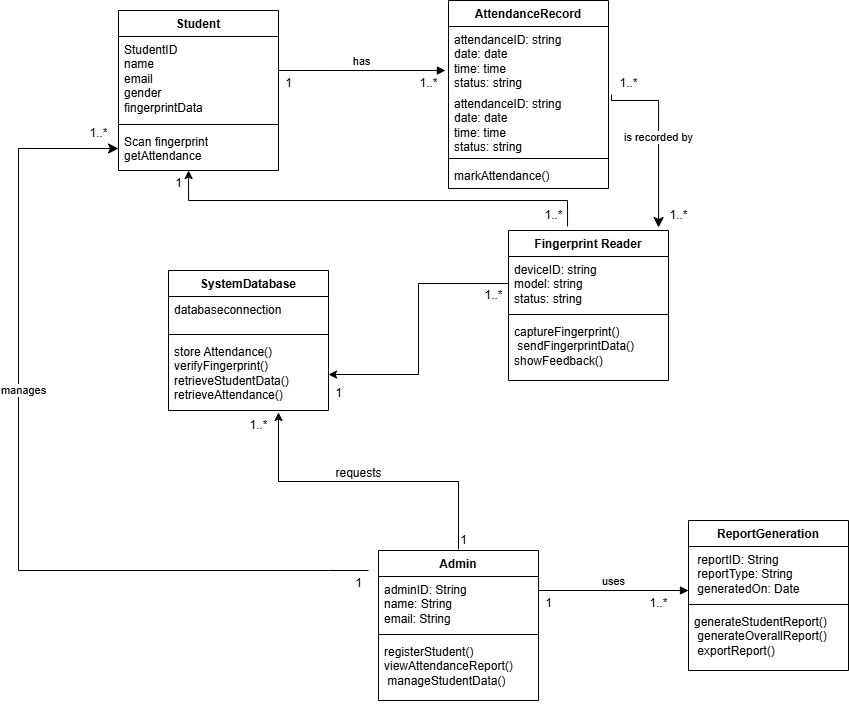 Student
StudentID
name
email
gender
fingerprintData
Scan fingerprint
getAttendance
has
1
1..*
AttendanceRecord
attendanceID: string
date: date
time: time
status: string
attendanceID: string
date: date
time: time
status: string
markAttendance()
1..*
is recorded by
1..*
1..*
1
1..*
Fingerprint Reader
deviceID: string
model: string
status: string
captureFingerprint()
sendFingerprintData()
showFeedback()
1..*
1
SystemDatabase
databaseconnection
store Attendance()
verifyFingerprint()
retrieveStudentData()
retrieveAttendance()
manages
1..*
requests
1
1
Admin
adminID: String
name: String
email: String
registerStudent()
viewAttendanceReport()
manageStudentData()
uses
1
1..*
ReportGeneration
reportID: String
reportType: String
generatedOn: Date
generateStudentReport()
generateOverallReport()
exportReport()